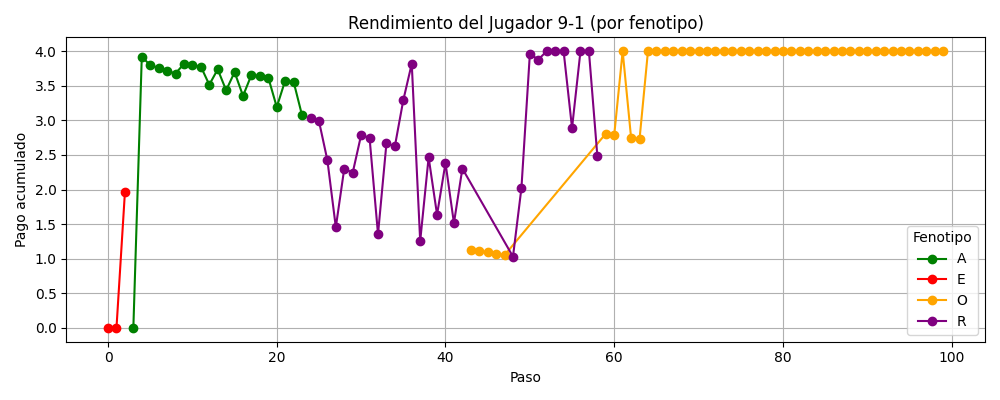 Rendimiento del Jugador 9-1 (por fenotipo)
Pago acumulado
4.0
3.5
3.0
2.5
2.0
1.5
1.0
0.5
0.0
0 20 40 60 80 100
Paso
Fenotipo
A
E
O
R